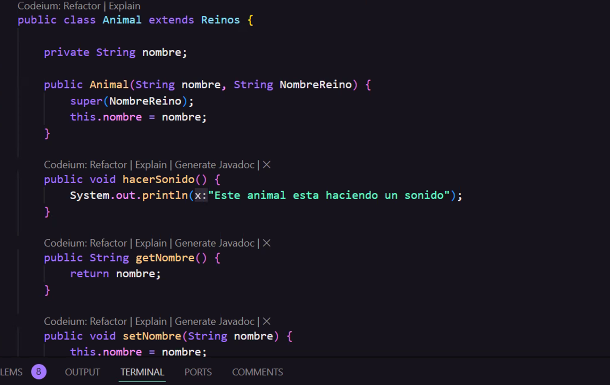 Codeium: Refactor | Explain
public class Animal extends Reinos {
private String nombre;
public Animal(String nombre, String NombreReino) {
super(NombreReino);
this.nombre = nombre;
}
Codeium: Refactor | Explain | Generate Javadoc | ×
public void hacerSonido() {
System.out.println(x:"Este animal esta haciendo un sonido");
}
Codeium: Refactor | Explain | Generate Javadoc | ×
public String getNombre() {
return nombre;
}
Codeium: Refactor | Explain | Generate Javadoc | ×
public void setNombre(String nombre) {
this.nombre = nombre;
LEMS 8 OUTPUT TERMINAL PORTS COMMENTS